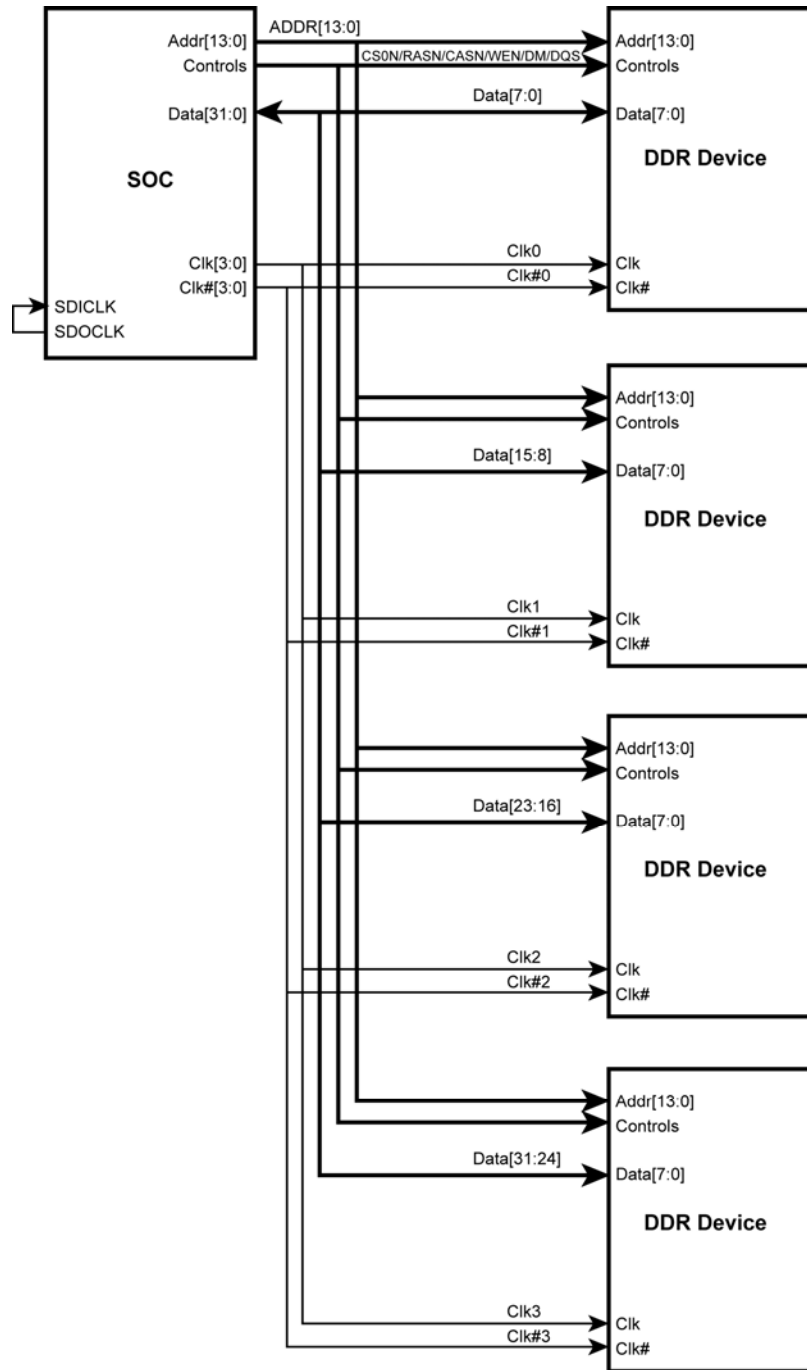 ADDR[13:0]
Addr[13:0]
Controls
Data[31:0]
SOC
Clk[3:0]
Clk#[3:0]
SDICLK
SDOCLK
CS0N/RASN/CASN/WEN/DM/DQS
Data[7:0]
Clk0
Clk#0
Addr[13:0]
Controls
Data[7:0]
DDR Device
Clk
Clk#
Data[15:8]
Clk1
Clk#1
Addr[13:0]
Controls
Data[7:0]
DDR Device
Clk
Clk#
Data[23:16]
Clk2
Clk#2
Addr[13:0]
Controls
Data[7:0]
DDR Device
Clk
Clk#
Data[31:24]
Clk3
Clk#3
Addr[13:0]
Controls
Data[7:0]
DDR Device
Clk
Clk#